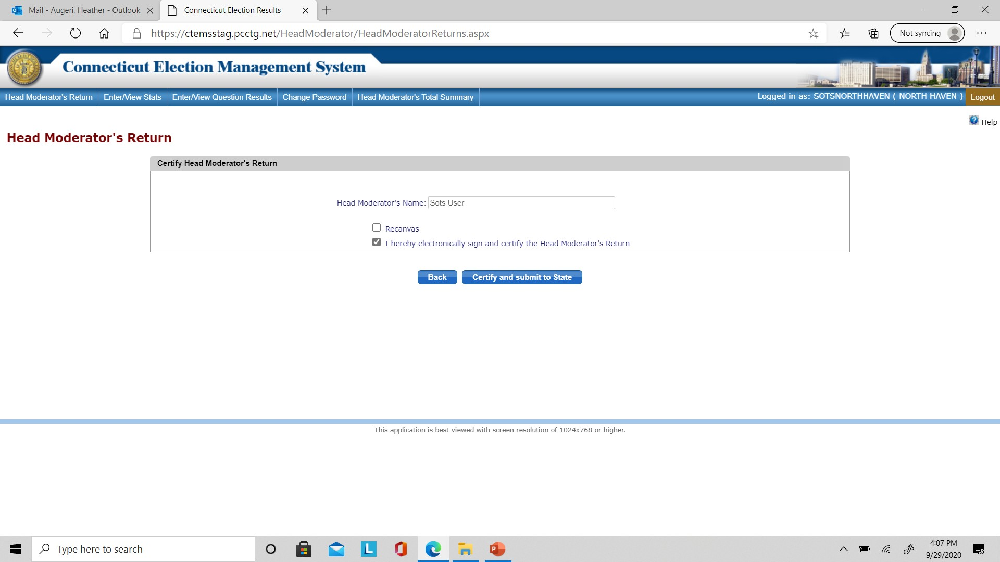 Mail - Augeri, Heather - Outlook
Connecticut Election Results
https://ctemsstag.pcctg.net/HeadModerator/HeadModeratorReturns.aspx
Not syncing
Connecticut Election Management System
Head Moderator's Return
Enter/View Stats
Enter/View Question Results
Change Password
Head Moderator's Total Summary
Logged in as: SOTSNORTHHAVEN ( NORTH HAVEN )
Logout
Help
Head Moderator's Return
Certify Head Moderator's Return
Head Moderator's Name: Sots User
Recanvas
I hereby electronically sign and certify the Head Moderator's Return
Back
Certify and submit to State
This application is best viewed with screen resolution of 1024x768 or higher.
Type here to search
L
P
4:07 PM
9/29/2020